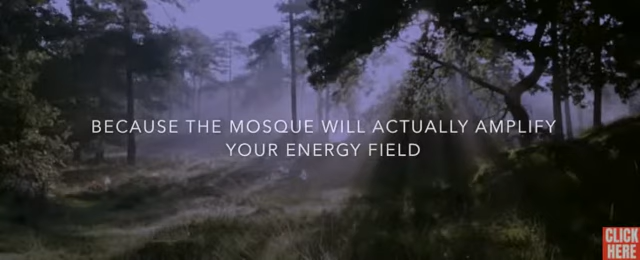 BECAUSE THE MOSQUE WILL ACTUALLY AMPLIFY
YOUR ENERGY FIELD
CLICK
HERE